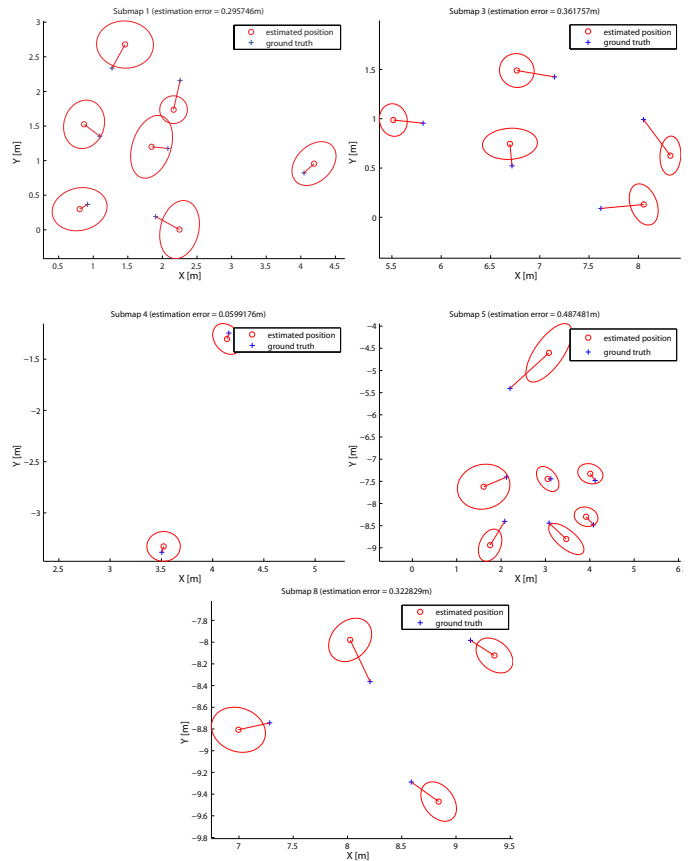 Submap 1 (estimation error = 0.295746m)
estimated position
ground truth
3
2.5
2
1.5
1
0.5
0
Y [m]
0.5 1 1.5 2 2.5 3 3.5 4 4.5
X [m]
Submap 3 (estimation error = 0.361757m)
estimated position
ground truth
1.5
1
0.5
0
Y [m]
5.5 6 6.5 7 7.5 8
X [m]
Submap 4 (estimation error = 0.0599176m)
estimated position
ground truth
−1.5
−2
−2.5
−3
Y [m]
2.5 3 3.5 4 4.5 5
X [m]
Submap 5 (estimation error = 0.487481m)
estimated position
ground truth
−4
−4.5
−5
−5.5
−6
−6.5
−7
−7.5
−8
−8.5
−9
Y [m]
0 1 2 3 4 5 6
X [m]
Submap 8 (estimation error = 0.322829m)
estimated position
ground truth
−7.8
−8
−8.2
−8.4
−8.6
−8.8
−9
−9.2
−9.4
−9.6
−9.8
Y [m]
7 7.5 8 8.5 9 9.5
X [m]